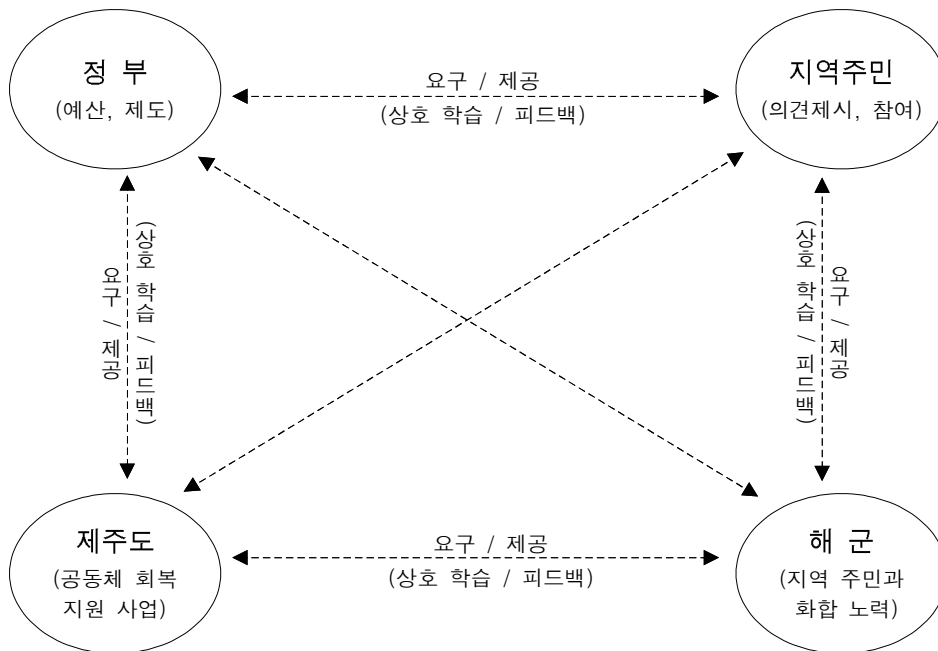 정 부
(예산, 제도)
요구 / 제공
(상호 학습 / 피드백)
지역주민
(의견제시, 참여)
요구 / 제공
(상호 학습 / 피드백)
(상호 학습 / 피드백)
요구 / 제공
제주도
(공동체 회복
지원 사업)
요구 / 제공
(상호 학습 / 피드백)
해 군
(지역 주민과
화합 노력)